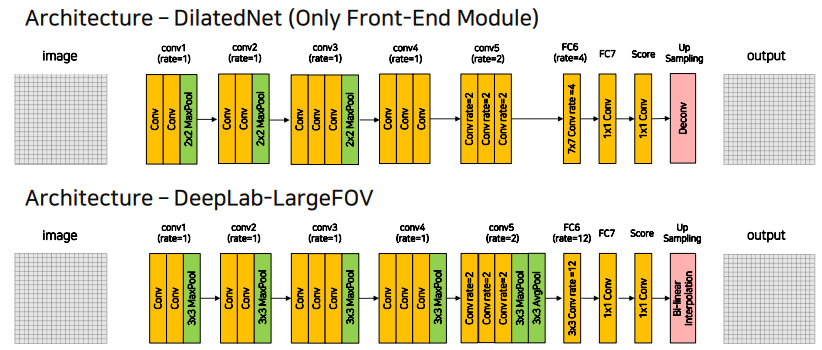 Architecture – DilatedNet (Only Front-End Module)
image
conv1
(rate=1)
conv2
(rate=1)
conv3
(rate=1)
conv4
(rate=1)
conv5
(rate=2)
FC6
(rate=4)
FC7
Score
Up
Sampling
output
Conv
Conv
2x2 MaxPool
Conv
Conv
2x2 MaxPool
Conv
Conv
Conv
2x2 MaxPool
Conv
Conv
Conv
Conv rate=2
Conv rate=2
Conv rate=2
7x7 Conv rate =4
1x1 Conv
1x1 Conv
Deconv
Architecture – DeepLab-LargeFOV
image
conv1
(rate=1)
conv2
(rate=1)
conv3
(rate=1)
conv4
(rate=1)
conv5
(rate=2)
FC6
(rate=12)
FC7
Score
Up
Sampling
output
Conv
Conv
3x3 MaxPool
Conv
Conv
3x3 MaxPool
Conv
Conv
Conv
3x3 MaxPool
Conv
Conv
Conv
3x3 MaxPool
Conv rate=2
Conv rate=2
Conv rate=2
3x3 MaxPool
3x3 AvgPool
3x3 Conv rate =12
1x1 Conv
1x1 Conv
Bi-linear
Interpolation